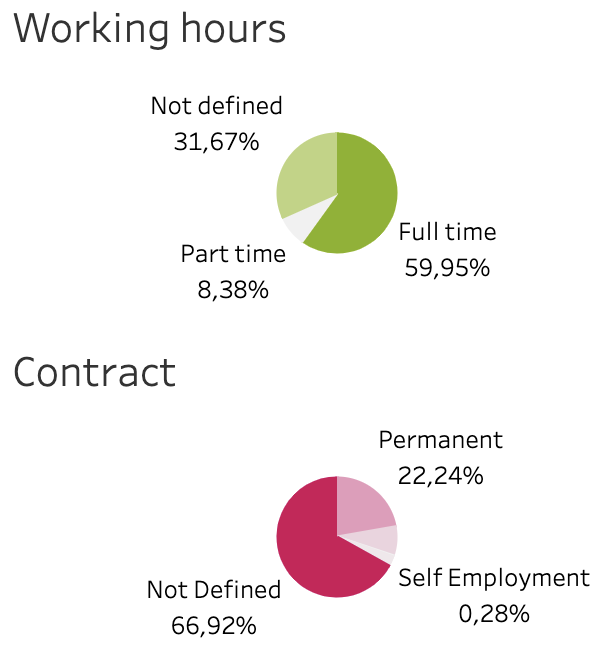 Working hours
Not defined
31,67%
Full time
59,95%
Part time
8,38%
Contract
Permanent
22,24%
Self Employment
0,28%
Not Defined
66,92%